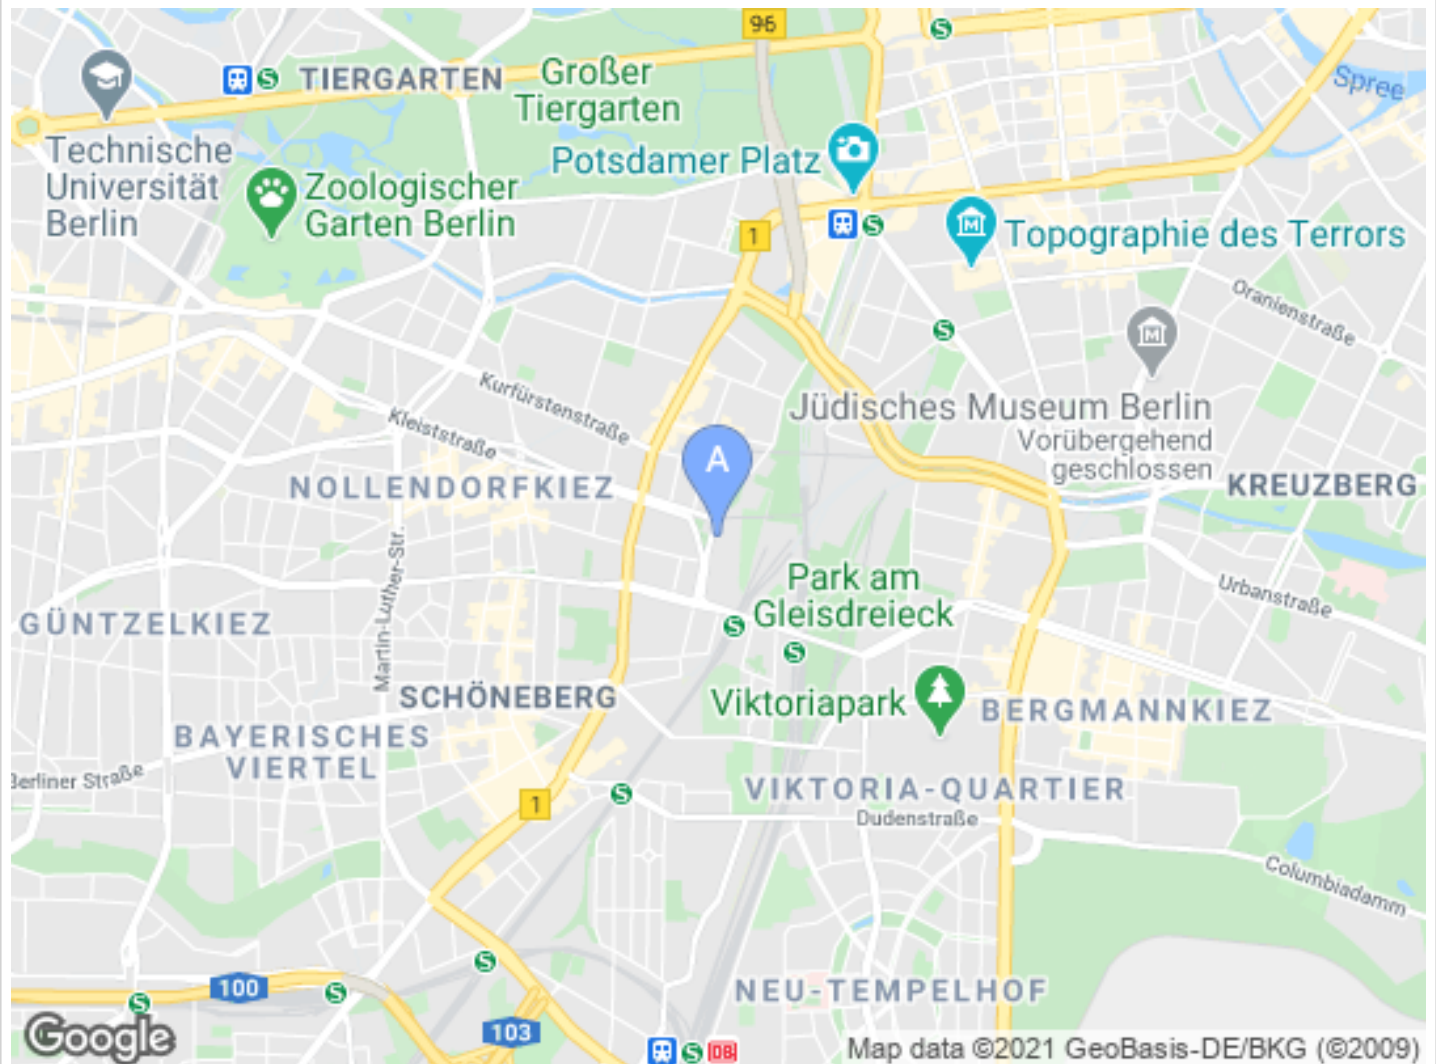 96
TIERGARTEN
Großer
Tiergarten
Spree
Technische
Universität
Berlin
Potsdamer Platz
Zoologischer
Garten Berlin
1
Topographie des Terrors
Oranienstraße
Kurfürstenstraße
Kleiststraße
Jüdisches Museum Berlin
Vorübergehend
geschlossen
A
NOLLENDORFKIEZ
KREUZBERG
Martin-Luther-Str.
Park am
Gleisdreieck
Urbanstraße
GÜNTZELKIEZ
SCHÖNEBERG
Viktoriapark
BERGMANNKIEZ
BAYERISCHES
VIERTEL
Berliner Straße
VIKTORIA-QUARTIER
1
Dudenstraße
Columbiadamm
100
NEU-TEMPELHOF
103
S
DB
Google
Map data ©2021 GeoBasis-DE/BKG (©2009)